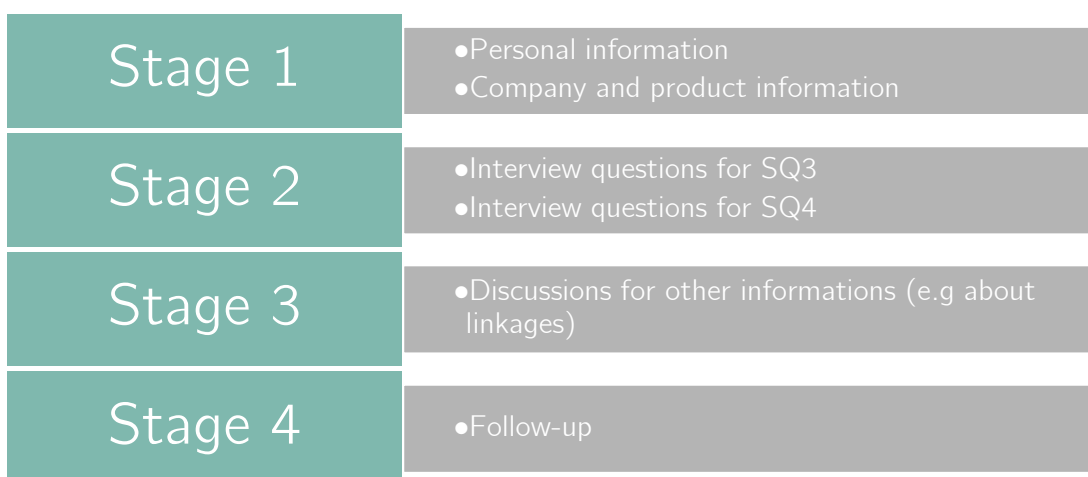 Stage 1
•Personal information
•Company and product information
Stage 2
•Interview questions for SQ3
•Interview questions for SQ4
Stage 3
•Discussions for other informations (e.g about
linkages)
Stage 4
•Follow-up